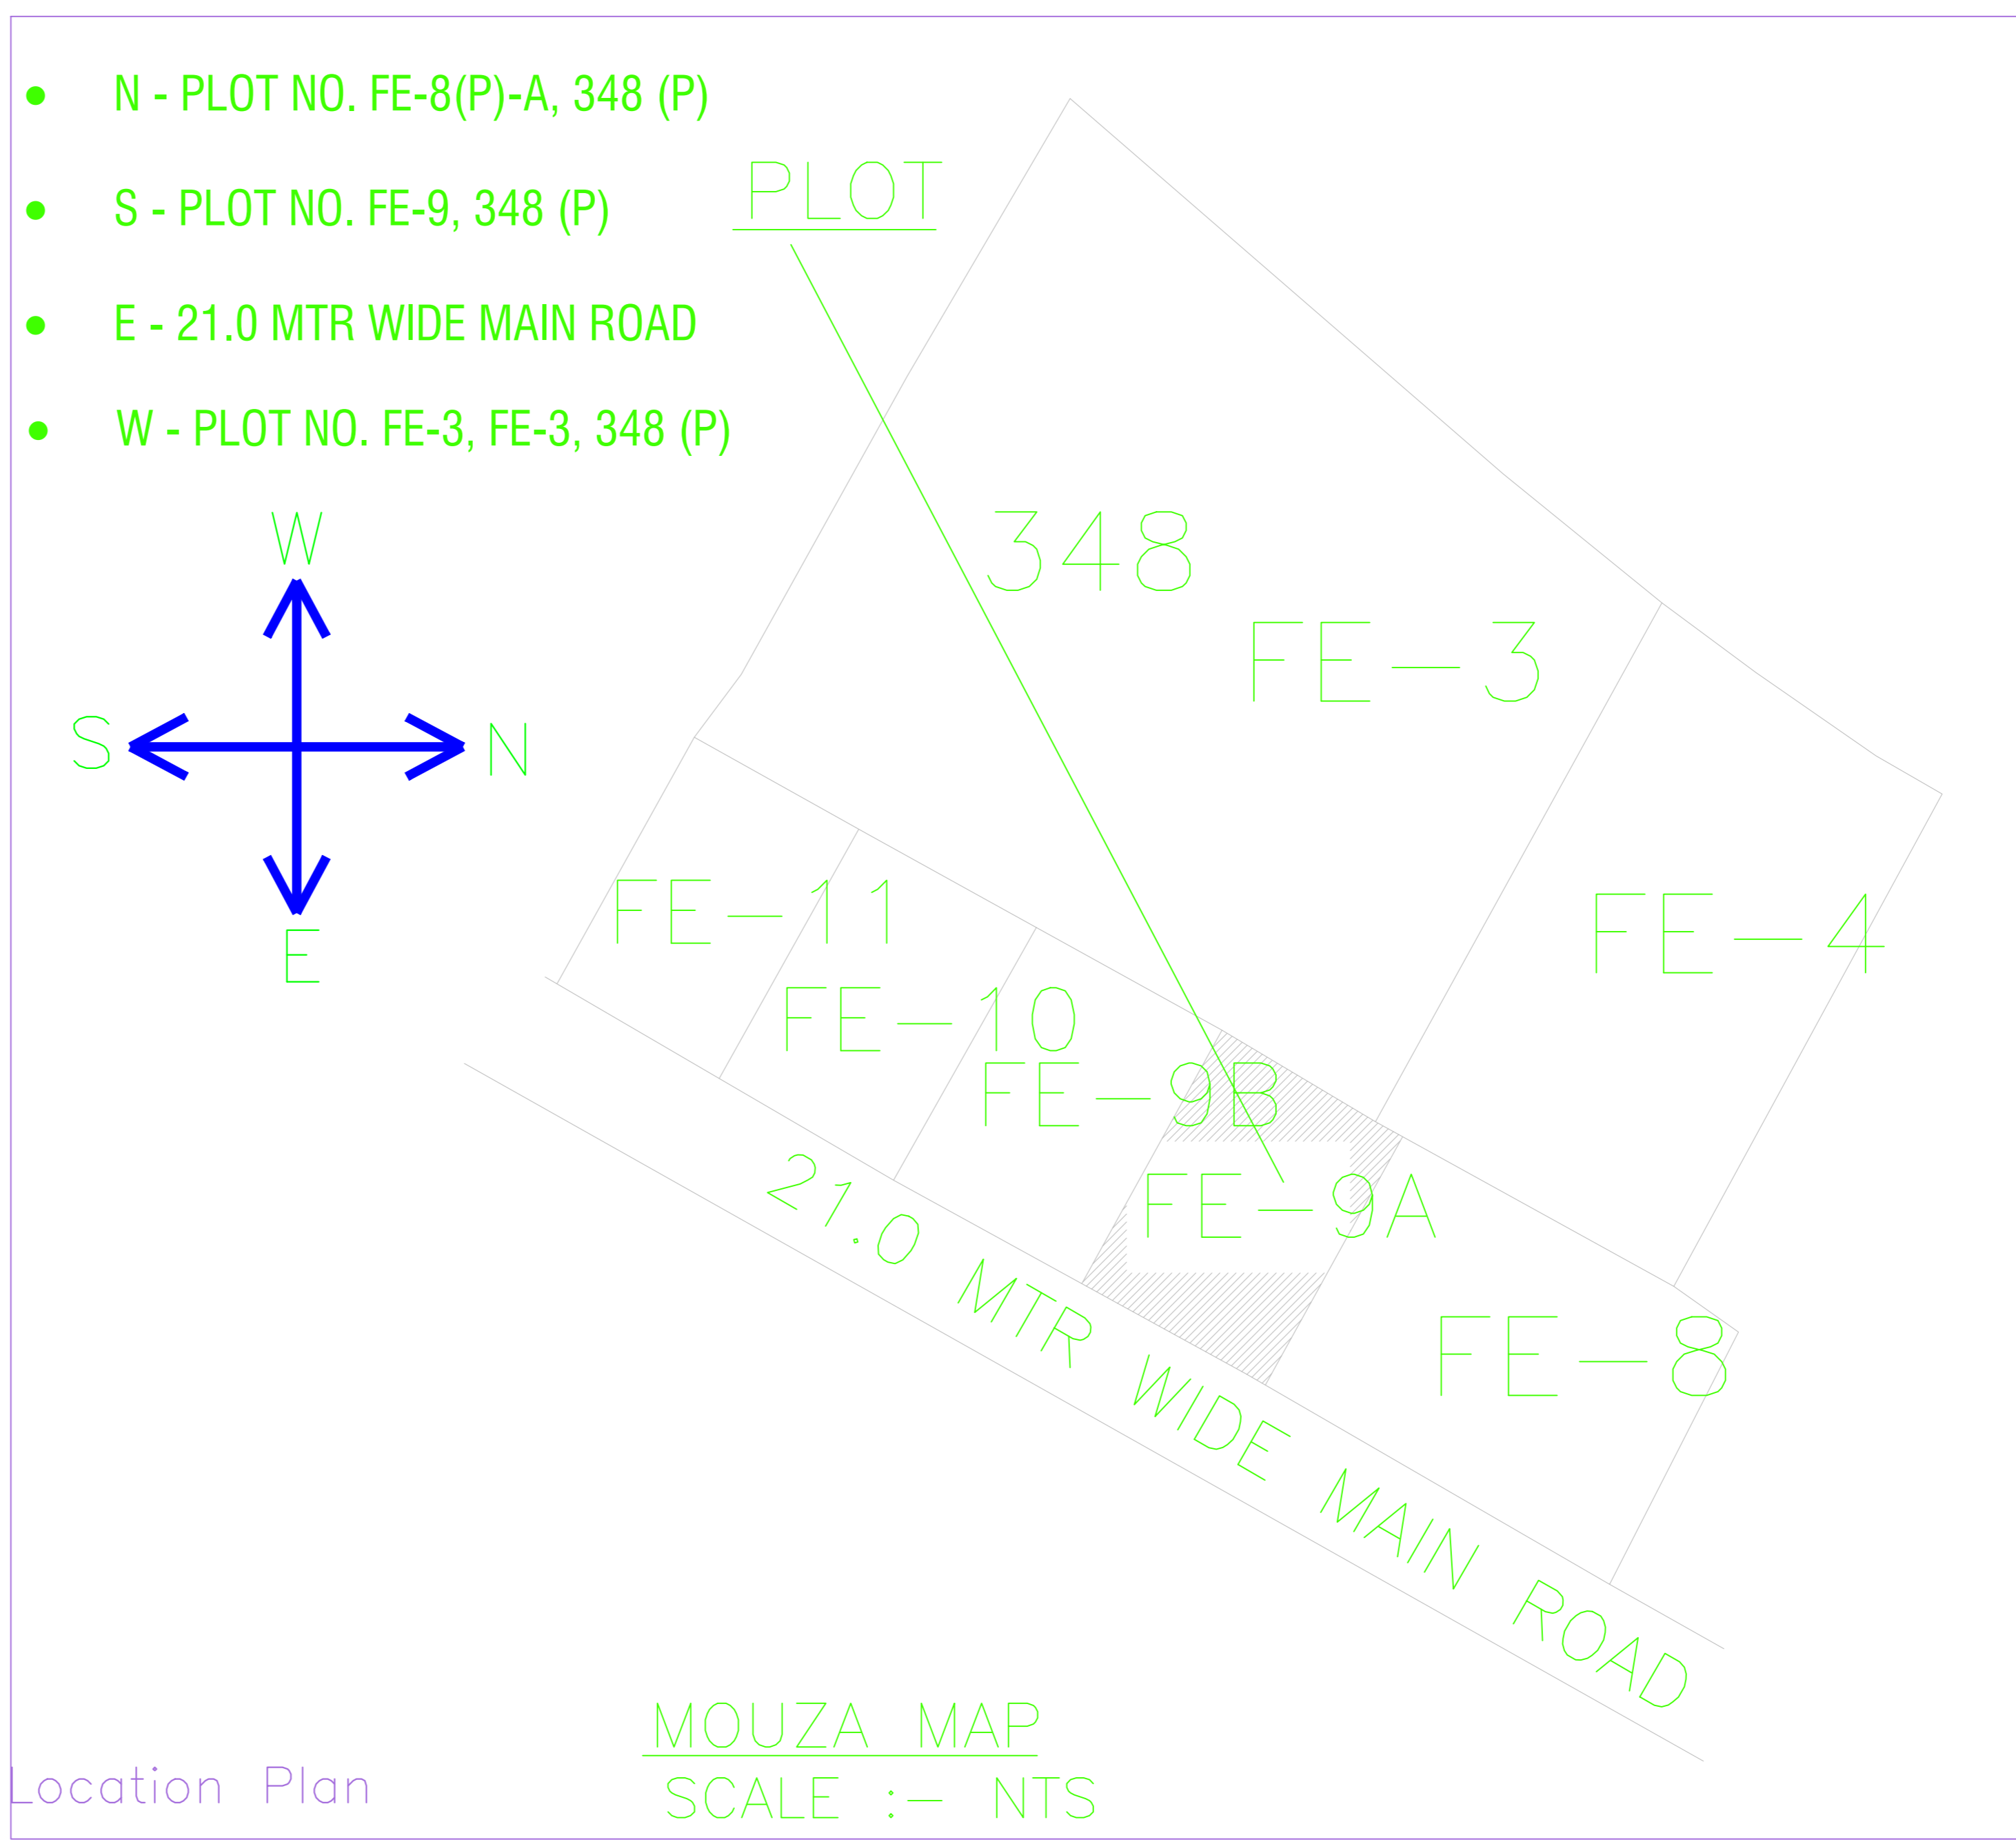 N - PLOT NO. FE-8(P)-A, 348 (P)
S - PLOT NO. FE-9, 348 (P)
E - 21.0 MTR WIDE MAIN ROAD
W - PLOT NO. FE-3, FE-3, 348 (P)
PLOT
W
S
N
E
348
FE-3
FE-4
FE-11
FE-10
FE-9B
FE-9A
FE-8
21.0 MTR WIDE MAIN ROAD
MOUZA MAP
SCALE :- NTS
Location Plan